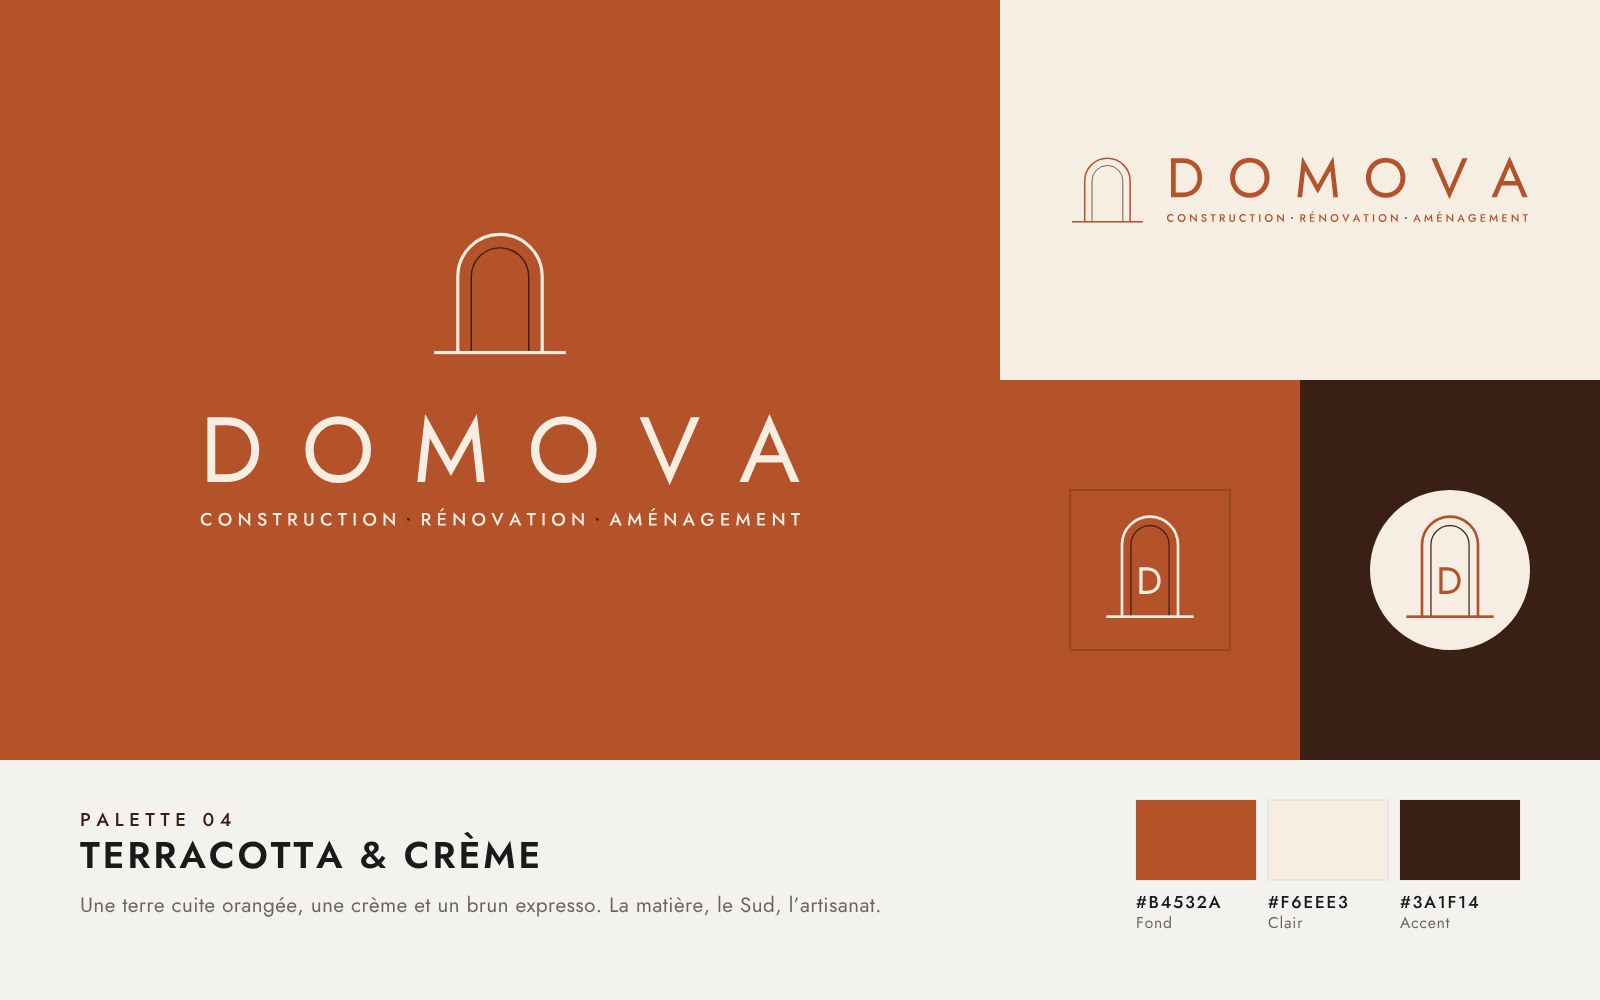 DOMOVA
CONSTRUCTION · RÉNOVATION · AMÉNAGEMENT
DOMOVA
CONSTRUCTION · RÉNOVATION · AMÉNAGEMENT
D
D
PALETTE 04
TERRACOTTA & CRÈME
Une terre cuite orangée, une crème et un brun expresso. La matière, le Sud, l’artisanat.
#B4532A
Fond
#F6EEE3
Clair
#3A1F14
Accent